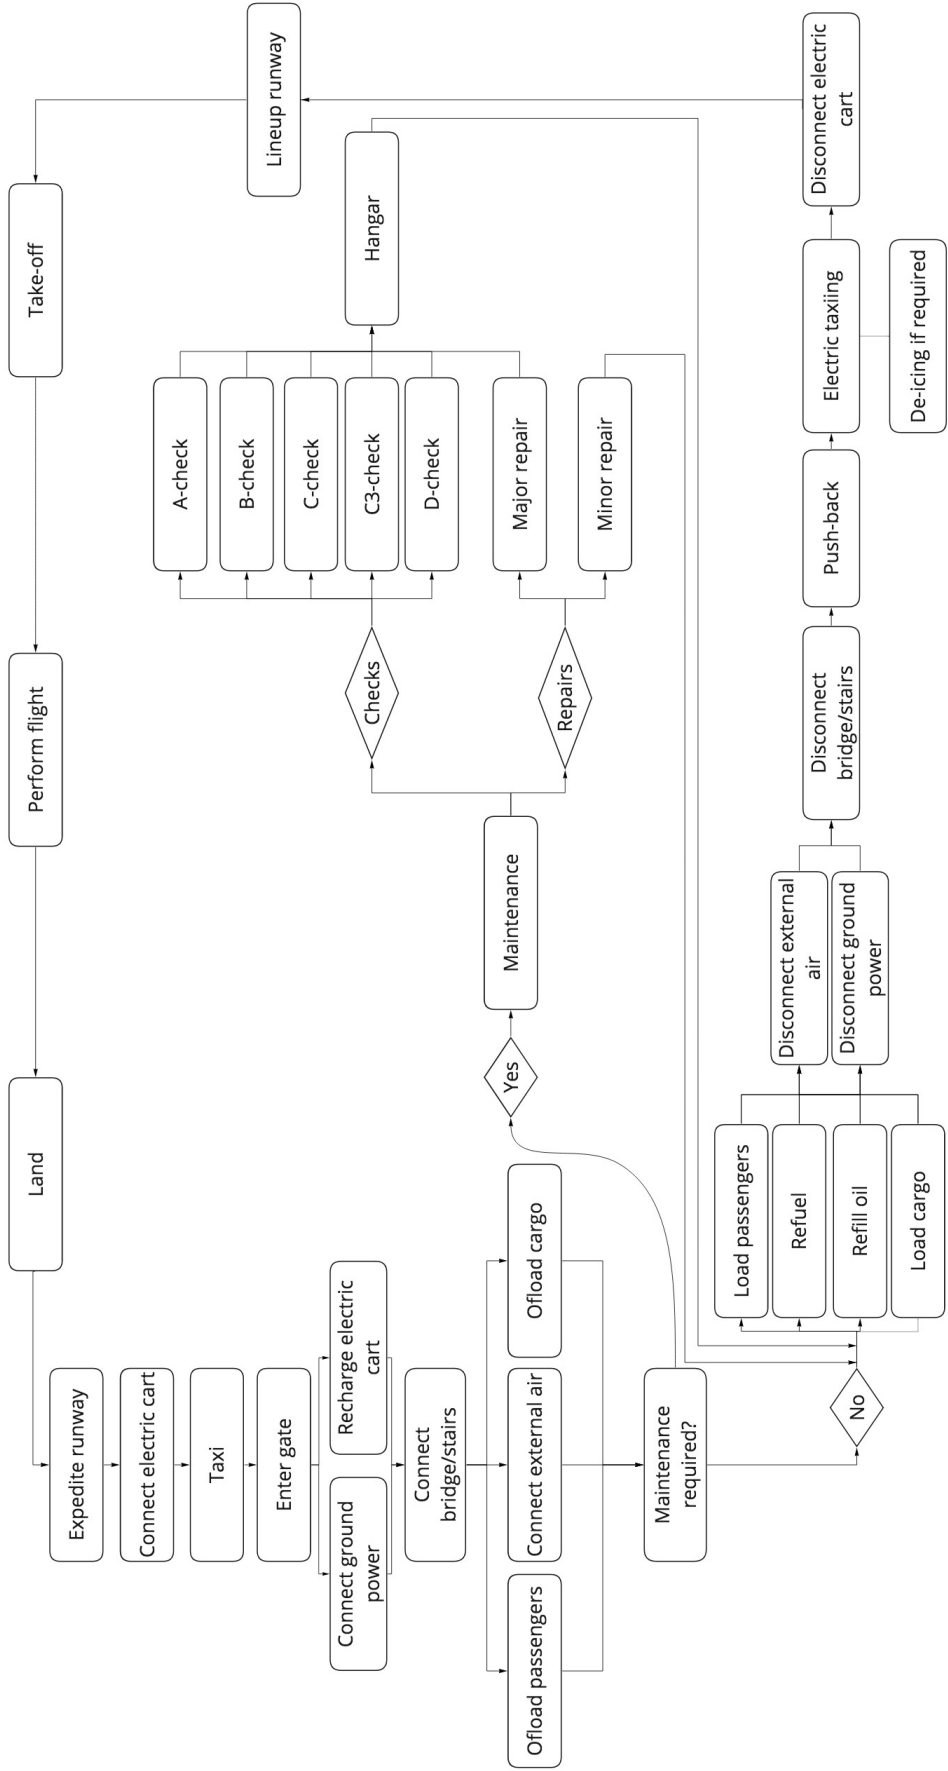 Land
Perform flight
Take-off
Lineup runway
Expedite runway
Connect electric cart
Taxi
Enter gate
Connect ground
power
Recharge electric
cart
Connect
bridge/stairs
Ofload passengers
Connect external air
Ofload cargo
Maintenance
required?
Yes
Maintenance
Checks
Repairs
A-check
B-check
C-check
C3-check
D-check
Major repair
Minor repair
Hangar
No
Load passengers
Refuel
Refill oil
Load cargo
Disconnect external
air
Disconnect ground
power
Disconnect
bridge/stairs
Push-back
Electric taxiing
De-icing if required
Disconnect electric
cart